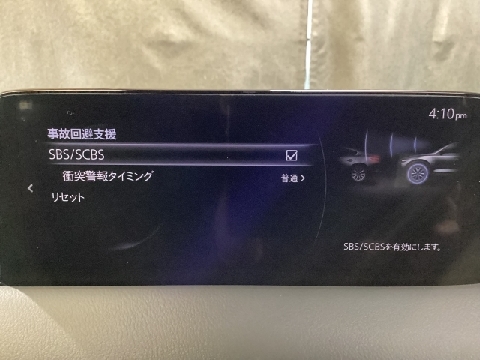 4:10pm
事故回避支援
SBS/SCBS
衝突警報タイミング 普通
リセット
SBS/SCBSを有効にします。